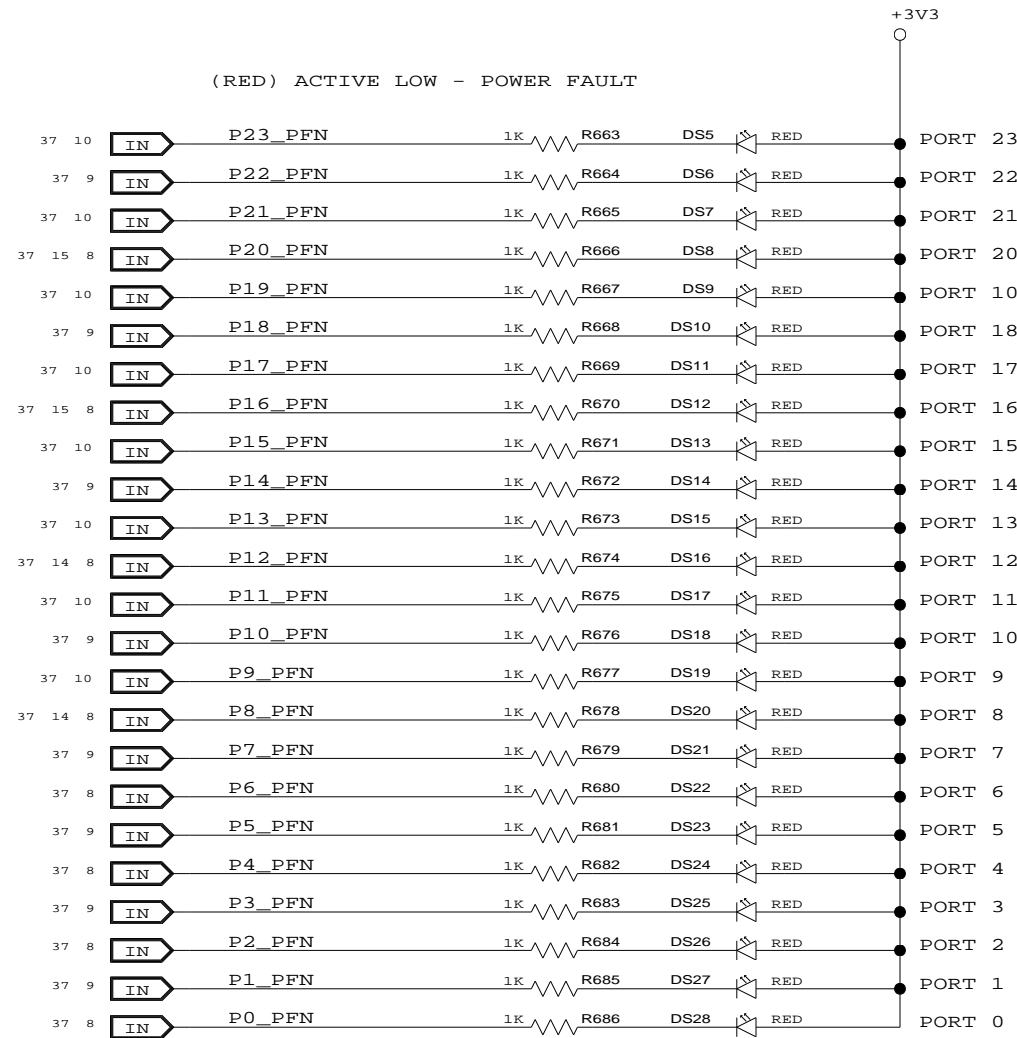 +3V3
(RED) ACTIVE LOW - POWER FAULT
37 10 IN P23_PFN 1K R663 DS5 RED PORT 23
37 9 IN P22_PFN 1K R664 DS6 RED PORT 22
37 10 IN P21_PFN 1K R665 DS7 RED PORT 21
37 15 8 IN P20_PFN 1K R666 DS8 RED PORT 20
37 10 IN P19_PFN 1K R667 DS9 RED PORT 10
37 9 IN P18_PFN 1K R668 DS10 RED PORT 18
37 10 IN P17_PFN 1K R669 DS11 RED PORT 17
37 15 8 IN P16_PFN 1K R670 DS12 RED PORT 16
37 10 IN P15_PFN 1K R671 DS13 RED PORT 15
37 9 IN P14_PFN 1K R672 DS14 RED PORT 14
37 10 IN P13_PFN 1K R673 DS15 RED PORT 13
37 14 8 IN P12_PFN 1K R674 DS16 RED PORT 12
37 10 IN P11_PFN 1K R675 DS17 RED PORT 11
37 9 IN P10_PFN 1K R676 DS18 RED PORT 10
37 10 IN P9_PFN 1K R677 DS19 RED PORT 9
37 14 8 IN P8_PFN 1K R678 DS20 RED PORT 8
37 9 IN P7_PFN 1K R679 DS21 RED PORT 7
37 8 IN P6_PFN 1K R680 DS22 RED PORT 6
37 9 IN P5_PFN 1K R681 DS23 RED PORT 5
37 8 IN P4_PFN 1K R682 DS24 RED PORT 4
37 9 IN P3_PFN 1K R683 DS25 RED PORT 3
37 8 IN P2_PFN 1K R684 DS26 RED PORT 2
37 9 IN P1_PFN 1K R685 DS27 RED PORT 1
37 8 IN P0_PFN 1K R686 DS28 RED PORT 0